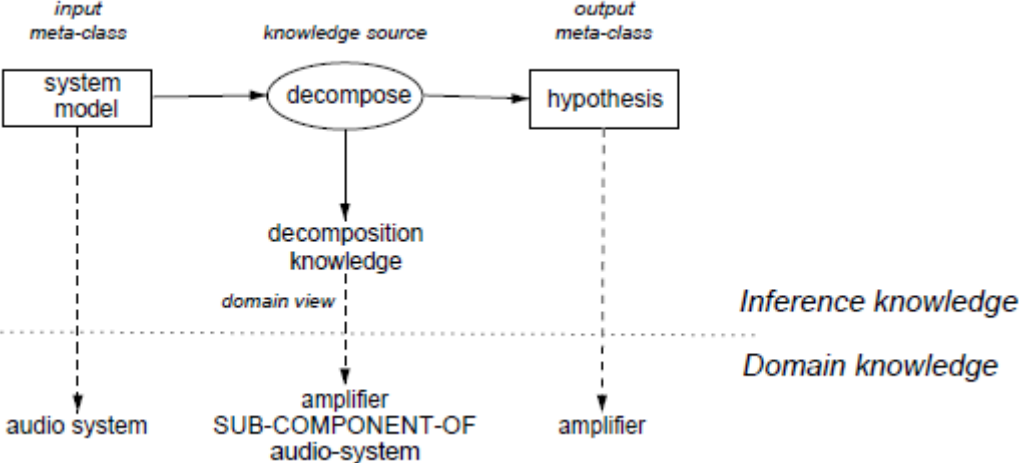 input
meta-class
knowledge source
output
meta-class
system
model
decompose
hypothesis
decomposition
knowledge
domain view
Inference knowledge
Domain knowledge
audio system
amplifier
SUB-COMPONENT-OF
audio-system
amplifier